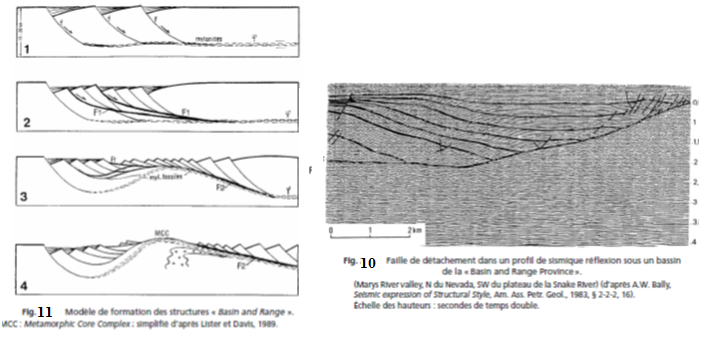 1
f
f
f
mylonites
φ
2
F1
F1
φ
3
myl. fossiles
F2
φ
4
MCC
F2
Fig.11 Modèle de formation des structures « Basin and Range ».
MCC : Metamorphic Core Complex ; simplifié d'après Lister et Davis, 1989.
0
1
2
3
4
0 1 2km
Fig. 10 Faille de détachement dans un profil de sismique réflexion sous un bassin
de la « Basin and Range Province ».
(Marys River valley, N du Nevada, SW du plateau de la Snake River) (d'après A.W. Bally,
Seismic expression of Structural Style, Am. Ass. Petr. Geol., 1983, § 2-2-2, 16).
Échelle des hauteurs : secondes de temps double.